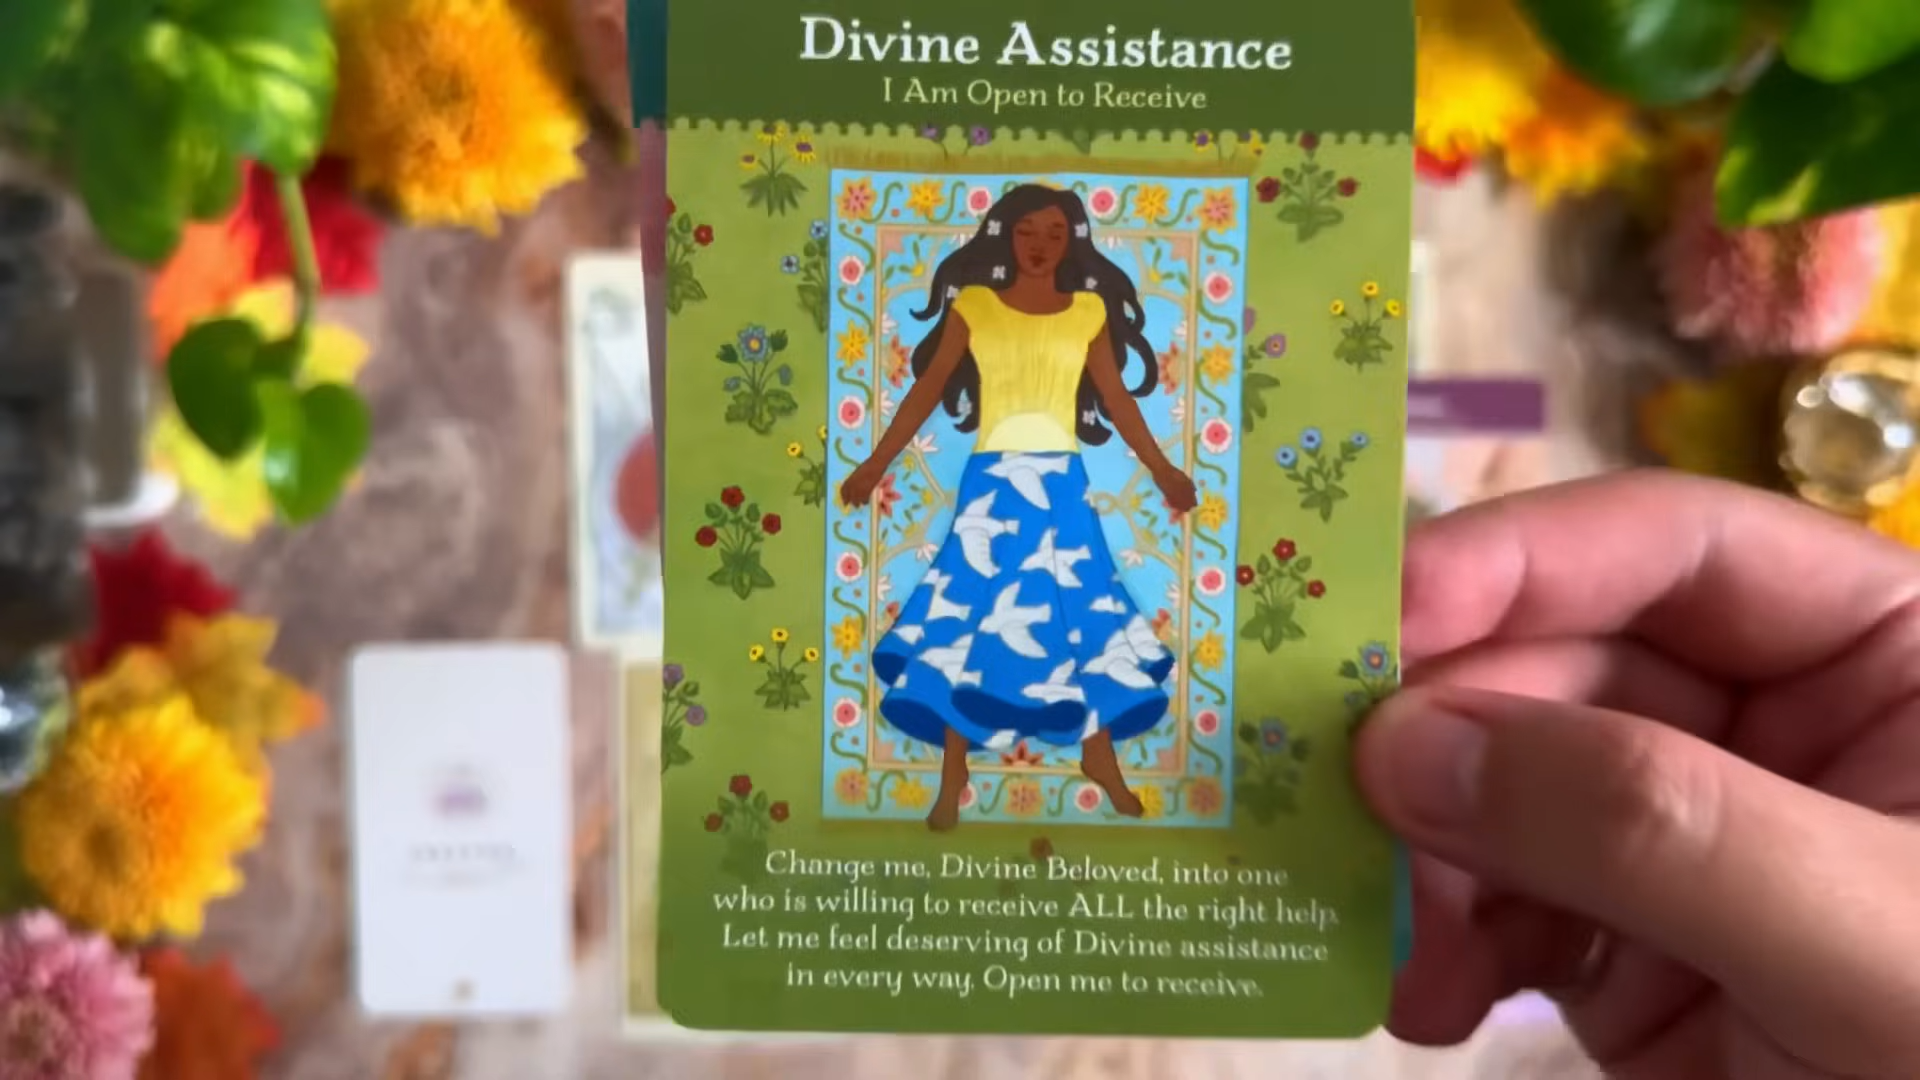 Divine Assistance
I Am Open to Receive
Change me, Divine Beloved, into one
who is willing to receive ALL the right help.
Let me feel deserving of Divine assistance
in every way. Open me to receive.